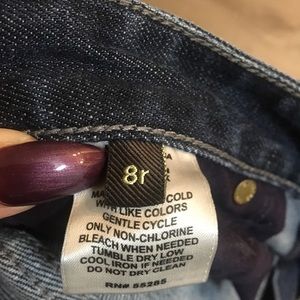 8r
COLD
WITH LIKE COLORS
GENTLE CYCLE
ONLY NON-CHLORINE
BLEACH WHEN NEEDED
TUMBLE DRY LOW
COOL IRON IF NEEDED
DO NOT DRY CLEAN
RN# 55285